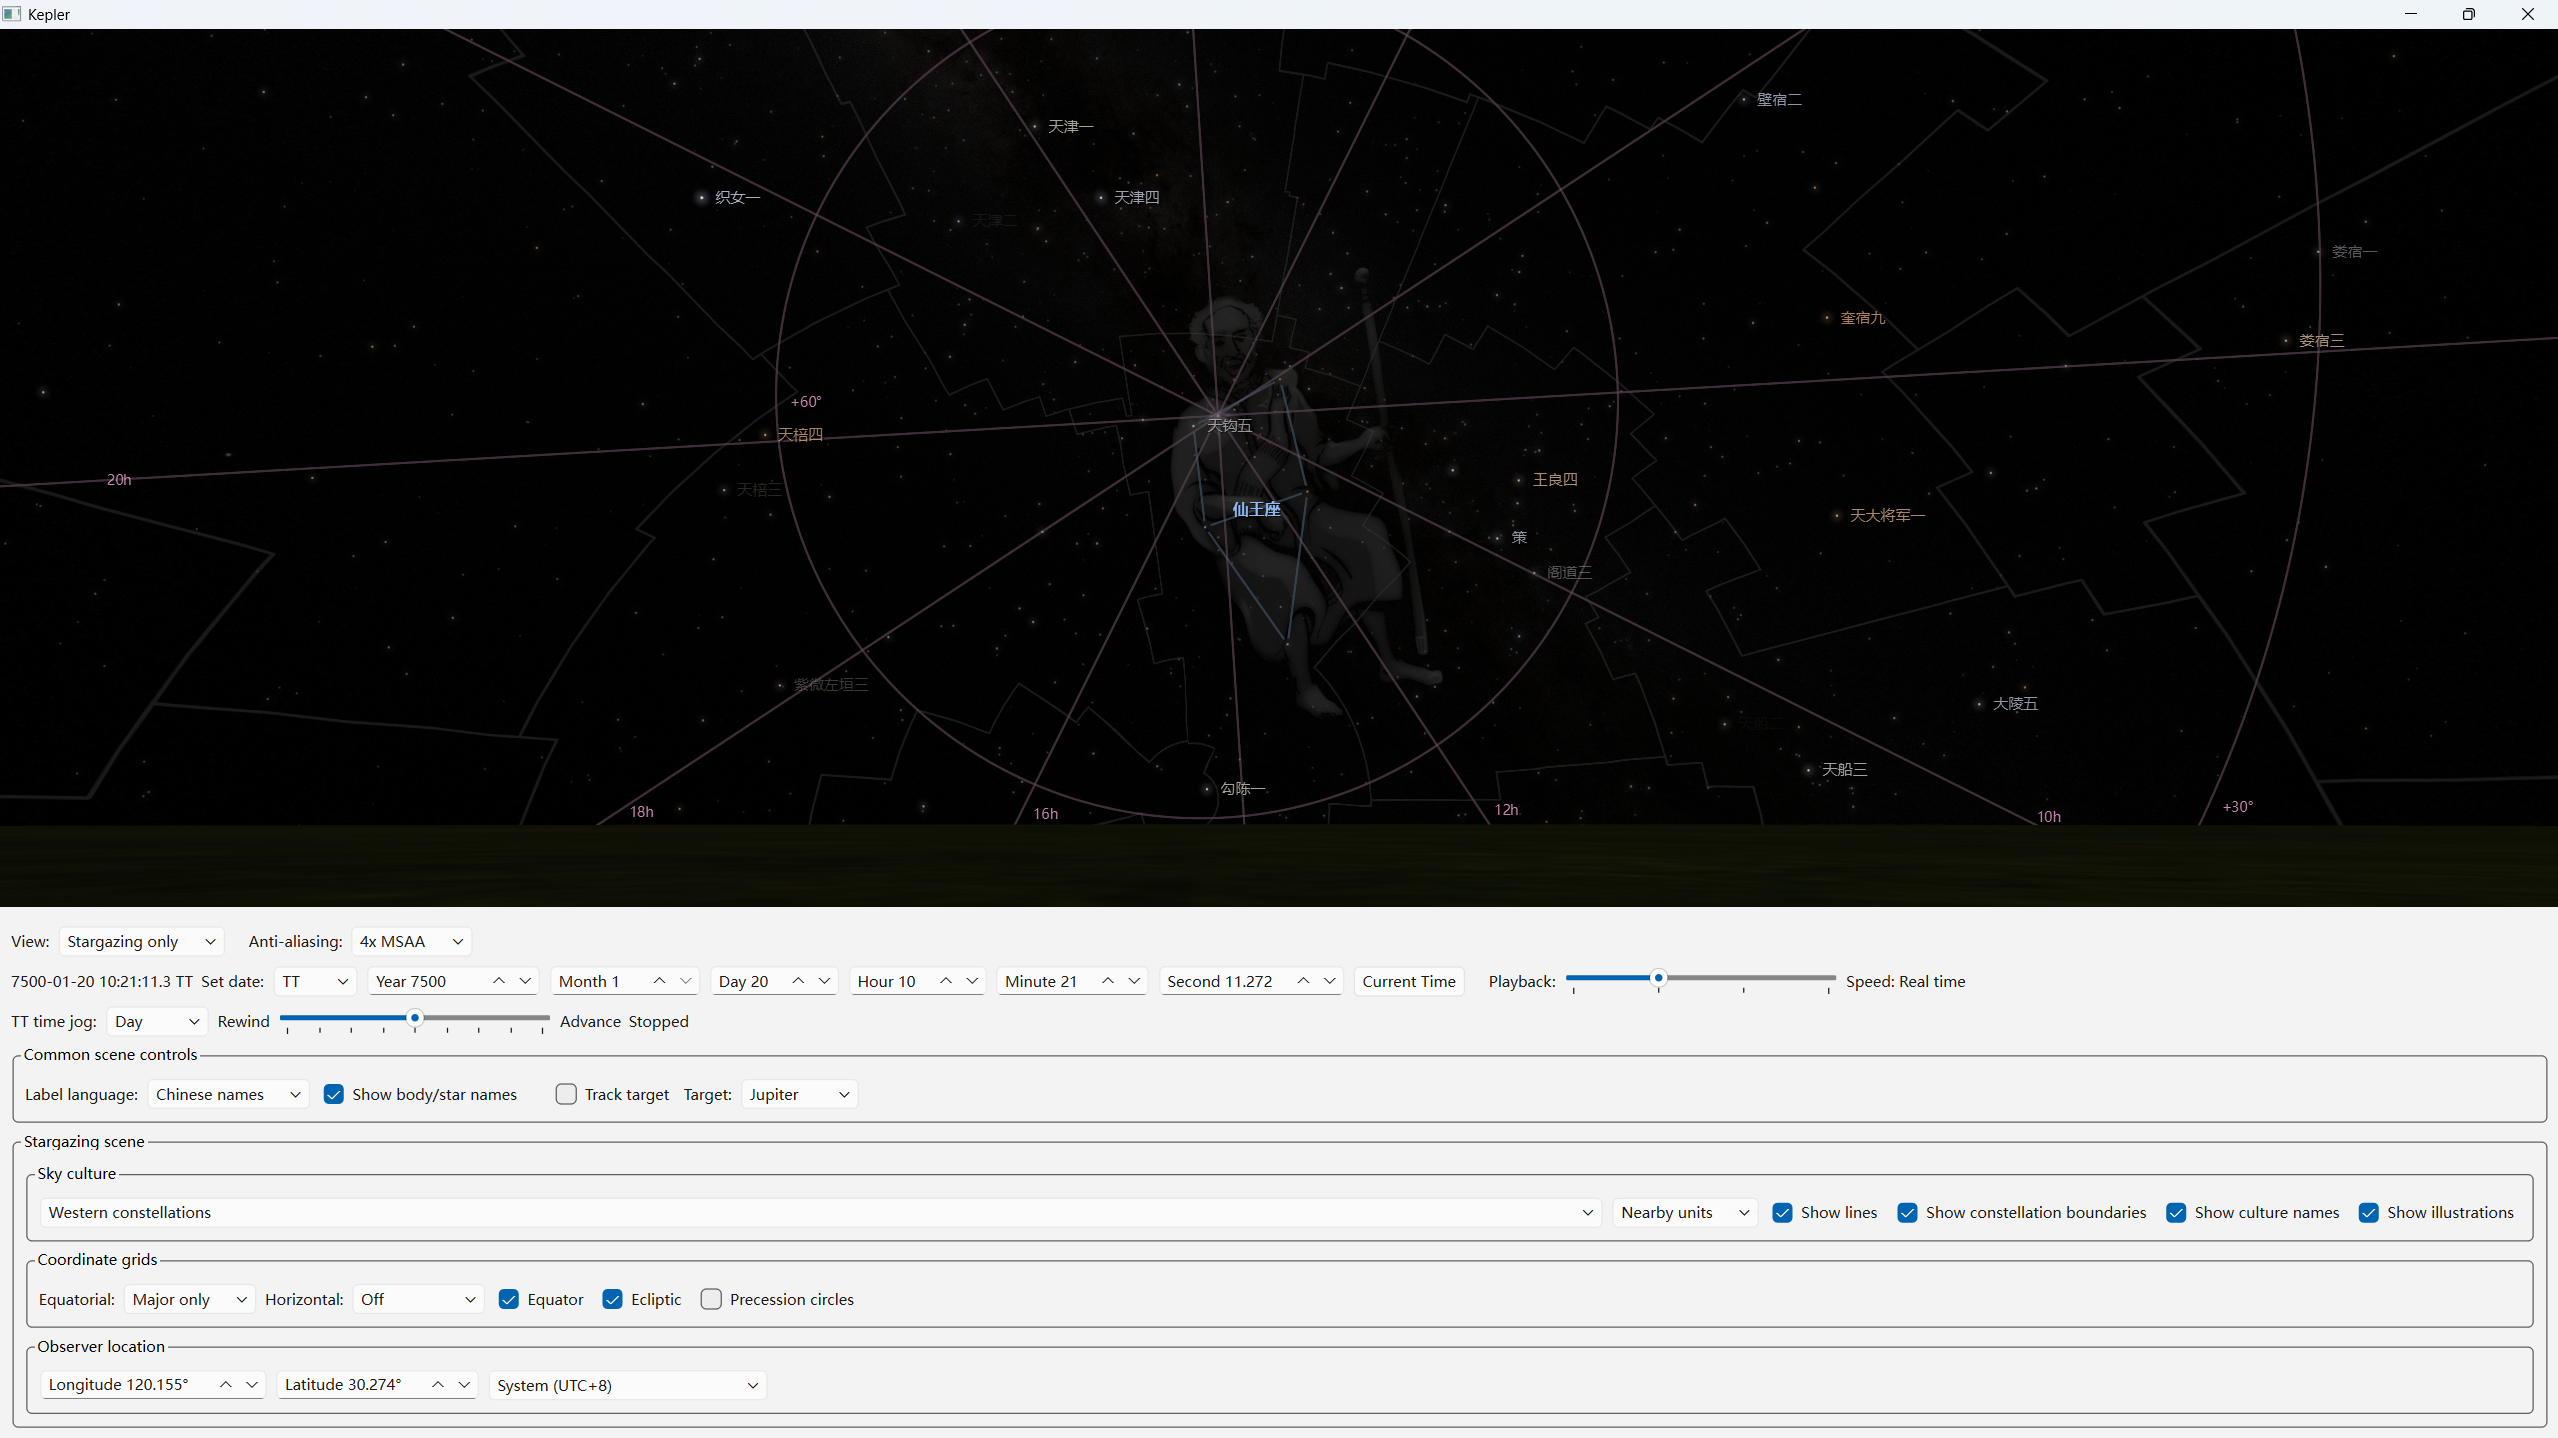 Kepler
壁宿二
天津一
织女一
天津四
天津二
娄宿一
奎宿九
娄宿三
+60°
天钩五
天棓四
20h
王良四
天棓三
仙王座
天大将军一
策
阁道三
紫微左垣三
大陵五
天船二
天船三
勾陈一
18h
16h
12h
10h
+30°
View: Stargazing only Anti-aliasing: 4x MSAA
7500-01-20 10:21:11.3 TT Set date: TT Year 7500 Month 1 Day 20 Hour 10 Minute 21 Second 11.272 Current Time Playback: Speed: Real time
TT time jog: Day Rewind Advance Stopped
Common scene controls
Label language: Chinese names Show body/star names Track target Target: Jupiter
Stargazing scene
Sky culture
Western constellations Nearby units Show lines Show constellation boundaries Show culture names Show illustrations
Coordinate grids
Equatorial: Major only Horizontal: Off Equator Ecliptic Precession circles
Observer location
Longitude 120.155° Latitude 30.274° System (UTC+8)